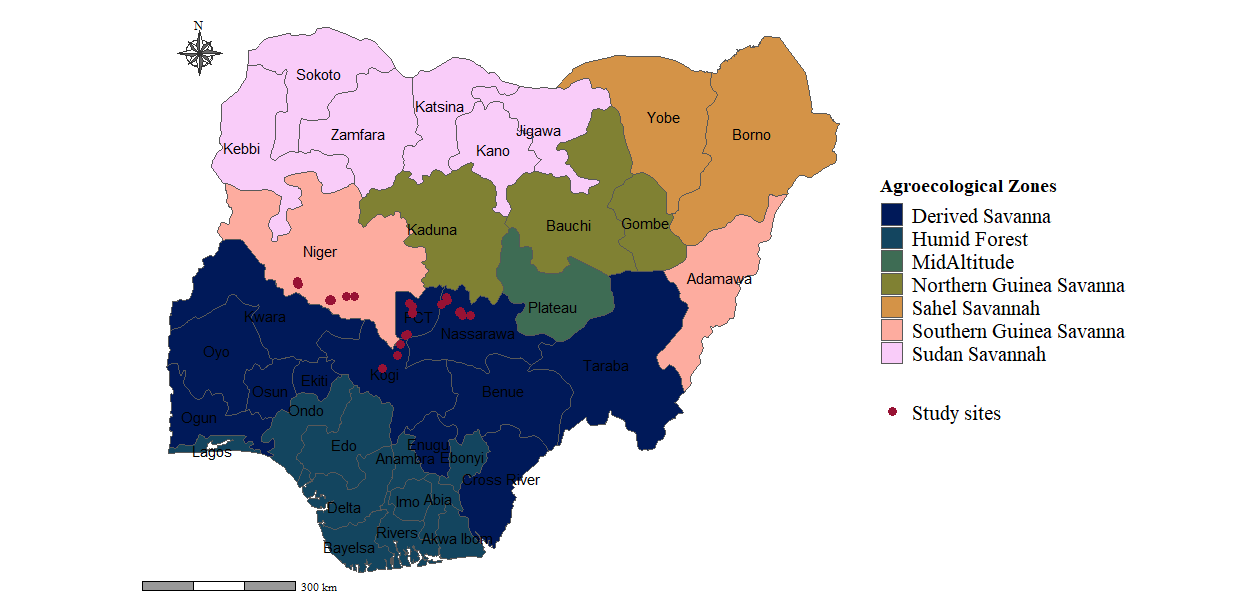 N
Sokoto
Katsina
Yobe
Jigawa
Zamfara
Borno
Kebbi
Kano
Bauchi
Gombe
Kaduna
Niger
Adamawa
Plateau
Kwara
FCT
Nassarawa
Oyo
Taraba
Kogi
Ekiti
Osun
Benue
Ondo
Ogun
Edo
Enugu
Lagos
Anambra
Ebonyi
Cross River
Imo
Abia
Delta
Rivers
Akwa Ibom
Bayelsa
300 km
Agroecological Zones
Derived Savanna
Humid Forest
MidAltitude
Northern Guinea Savanna
Sahel Savannah
Southern Guinea Savanna
Sudan Savannah
Study sites